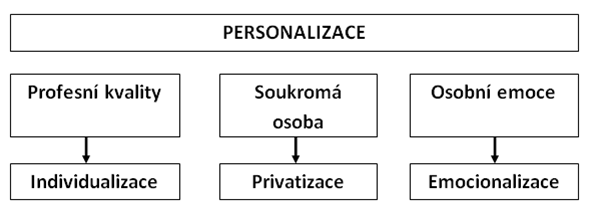 PERSONALIZACE
Profesní kvality
Soukromá
osoba
Osobní emoce
Individualizace
Privatizace
Emocionalizace